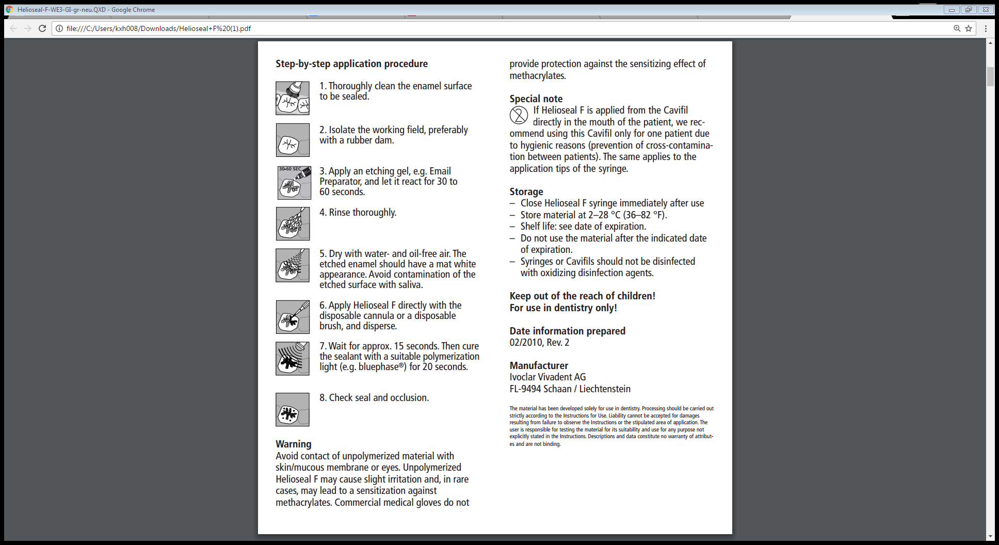 Helioseal-F-WE3-GI-gr-neu.QXD - Google Chrome
file:///C:/Users/kxh008/Downloads/Helioseal+F%20(1).pdf
Step-by-step application procedure
1. Thoroughly clean the enamel surface
to be sealed.
2. Isolate the working field, preferably
with a rubber dam.
30-60 SEC
3. Apply an etching gel, e.g. Email
Preparator, and let it react for 30 to
60 seconds.
4. Rinse thoroughly.
5. Dry with water- and oil-free air. The
etched enamel should have a mat white
appearance. Avoid contamination of the
etched surface with saliva.
6. Apply Helioseal F directly with the
disposable cannula or a disposable
brush, and disperse.
7. Wait for approx. 15 seconds. Then cure
the sealant with a suitable polymerization
light (e.g. bluephase®) for 20 seconds.
8. Check seal and occlusion.
Warning
Avoid contact of unpolymerized material with
skin/mucous membrane or eyes. Unpolymerized
Helioseal F may cause slight irritation and, in rare
cases, may lead to a sensitization against
methacrylates. Commercial medical gloves do not
provide protection against the sensitizing effect of
methacrylates.
Special note
2
If Helioseal F is applied from the Cavifil
directly in the mouth of the patient, we rec-
ommend using this Cavifil only for one patient due
to hygienic reasons (prevention of cross-contamina-
tion between patients). The same applies to the
application tips of the syringe.
Storage
– Close Helioseal F syringe immediately after use
– Store material at 2–28 °C (36–82 °F).
– Shelf life: see date of expiration.
– Do not use the material after the indicated date
of expiration.
– Syringes or Cavifils should not be disinfected
with oxidizing disinfection agents.
Keep out of the reach of children!
For use in dentistry only!
Date information prepared
02/2010, Rev. 2
Manufacturer
Ivoclar Vivadent AG
FL-9494 Schaan / Liechtenstein
The material has been developed solely for use in dentistry. Processing should be carried out
strictly according to the Instructions for Use. Liability cannot be accepted for damages
resulting from failure to observe the Instructions or the stipulated area of application. The
user is responsible for testing the material for its suitability and use for any purpose not
explicitly stated in the Instructions. Descriptions and data constitute no warranty of attribut-
es and are not binding.